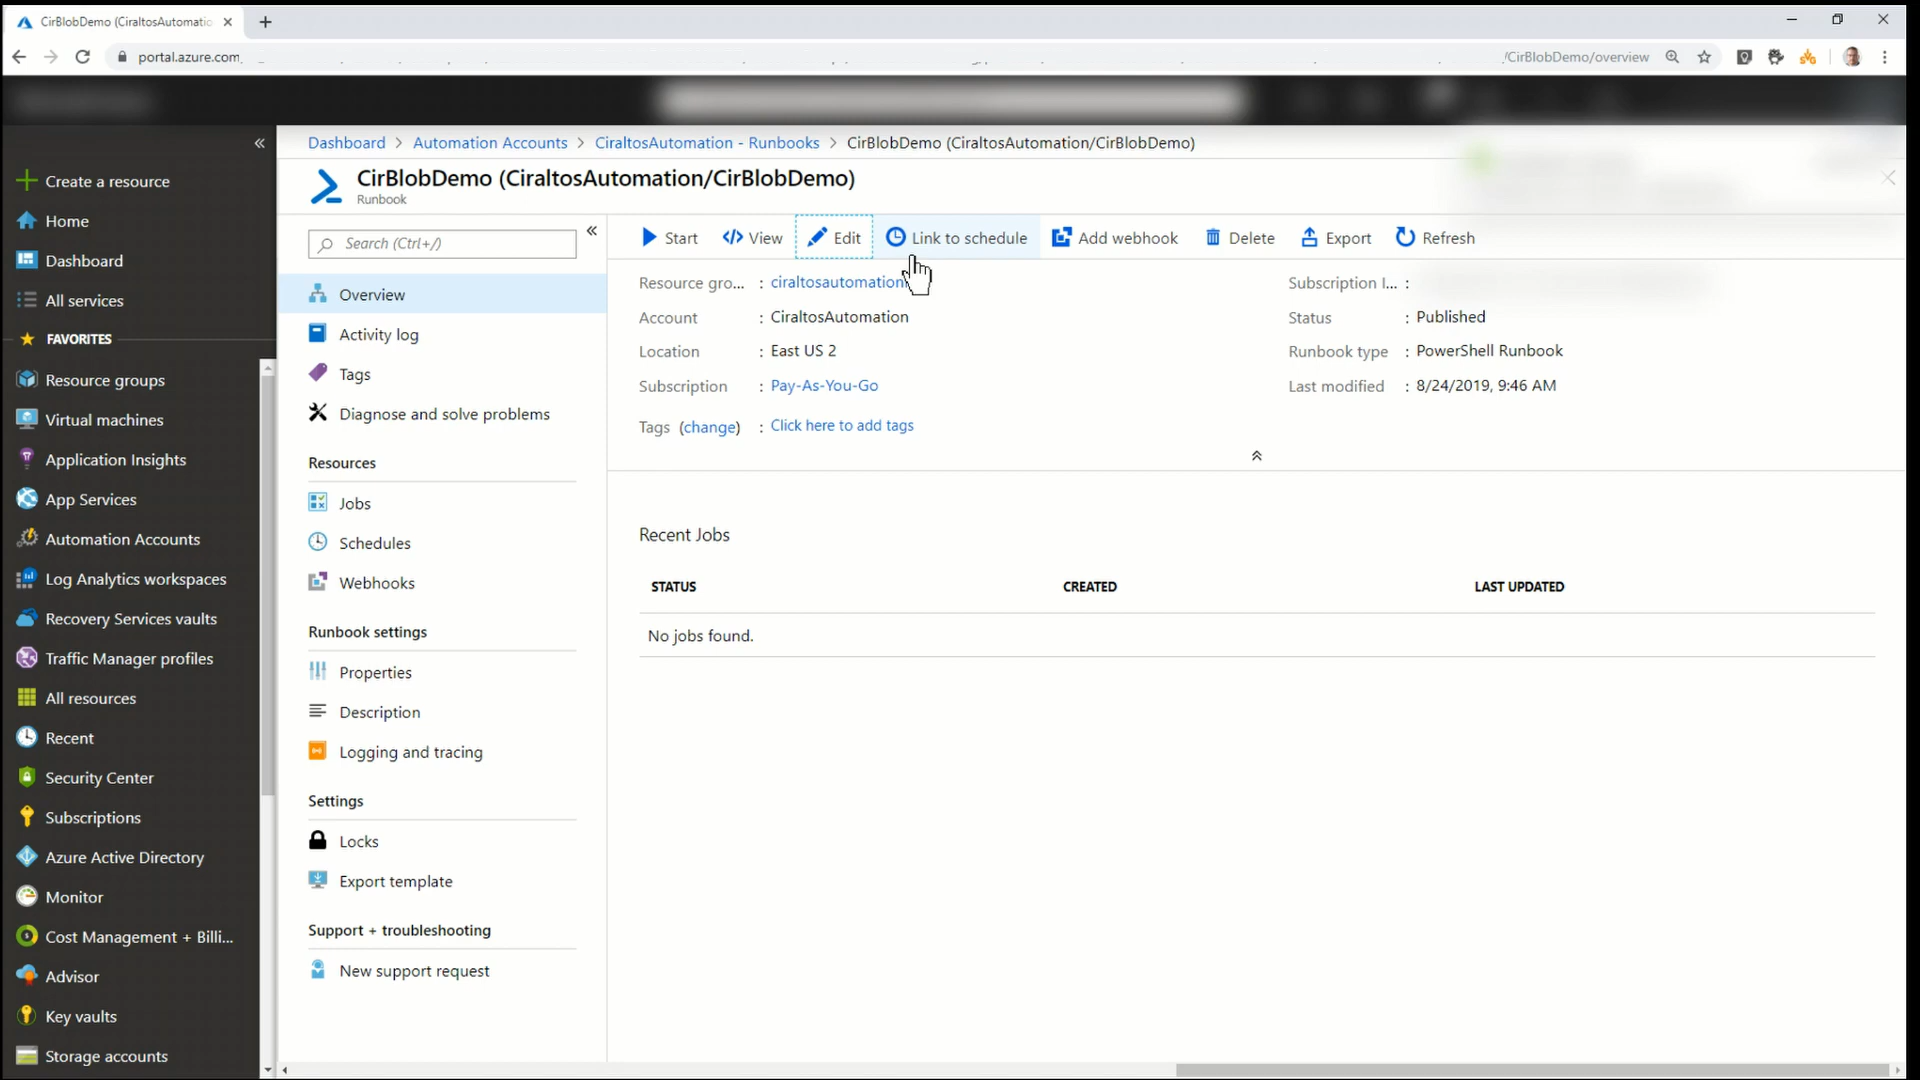 CirBlobDemo (CiraltosAutomatio
portal.azure.com
/CirBlobDemo/overview
Dashboard > Automation Accounts > CiraltosAutomation - Runbooks > CirBlobDemo (CiraltosAutomation/CirBlobDemo)
CirBlobDemo (CiraltosAutomation/CirBlobDemo)
Runbook
Create a resource
Home
Dashboard
All services
FAVORITES
Resource groups
Virtual machines
Application Insights
App Services
Automation Accounts
Log Analytics workspaces
Recovery Services vaults
Traffic Manager profiles
All resources
Recent
Security Center
Subscriptions
Azure Active Directory
Monitor
Cost Management + Billi...
Advisor
Key vaults
Storage accounts
Search (Ctrl+/)
Overview
Activity log
Tags
Diagnose and solve problems
Resources
Jobs
Schedules
Webhooks
Runbook settings
Properties
Description
Logging and tracing
Settings
Locks
Export template
Support + troubleshooting
New support request
Start View Edit Link to schedule Add webhook Delete Export Refresh
Resource gro... : ciraltosautomation
Account : CiraltosAutomation
Location : East US 2
Subscription : Pay-As-You-Go
Tags (change) : Click here to add tags
Subscription I... :
Status : Published
Runbook type : PowerShell Runbook
Last modified : 8/24/2019, 9:46 AM
Recent Jobs
STATUS CREATED LAST UPDATED
No jobs found.